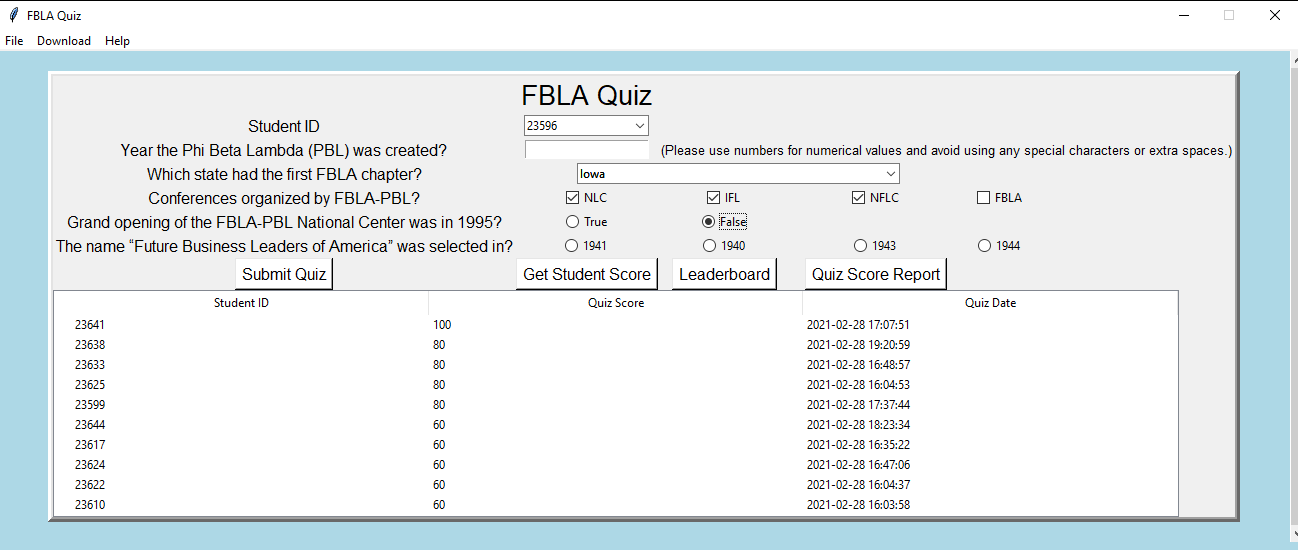 FBLA Quiz
File Download Help
FBLA Quiz
Student ID 23596
Year the Phi Beta Lambda (PBL) was created? (Please use numbers for numerical values and avoid using any special characters or extra spaces.)
Which state had the first FBLA chapter? Iowa
Conferences organized by FBLA-PBL? NLC IFL NFLC FBLA
Grand opening of the FBLA-PBL National Center was in 1995? True False
The name “Future Business Leaders of America” was selected in? 1941 1940 1943 1944
Submit Quiz Get Student Score Leaderboard Quiz Score Report
Student ID Quiz Score Quiz Date
23641 100 2021-02-28 17:07:51
23638 80 2021-02-28 19:20:59
23633 80 2021-02-28 16:48:57
23625 80 2021-02-28 16:04:53
23599 80 2021-02-28 17:37:44
23644 60 2021-02-28 18:23:34
23617 60 2021-02-28 16:35:22
23624 60 2021-02-28 16:47:06
23622 60 2021-02-28 16:04:37
23610 60 2021-02-28 16:03:58